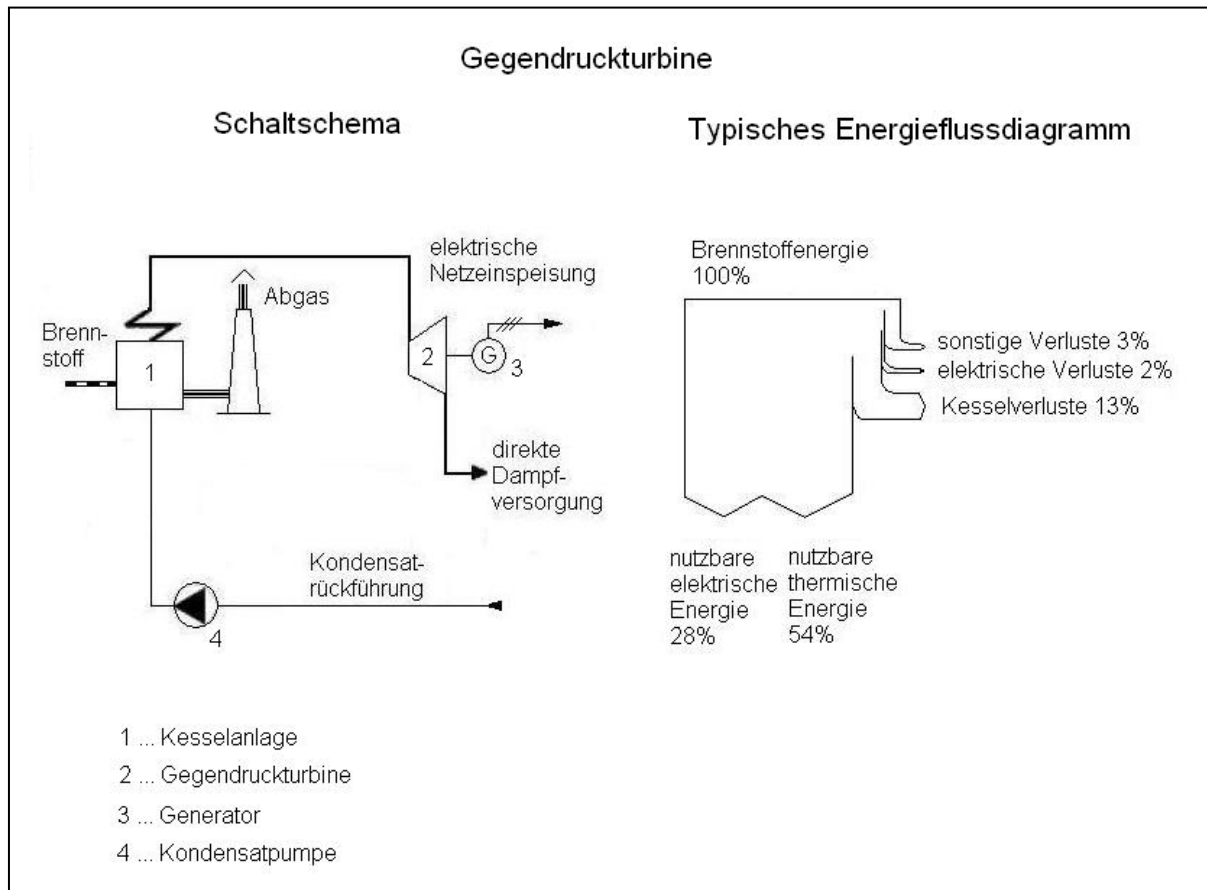 Gegendruckturbine
Schaltschema
elektrische
Netzeinspeisung
Abgas
Brenn-
stoff
1
2
G
3
direkte
Dampf-
versorgung
Kondensat-
rückführung
4
1 ... Kesselanlage
2 ... Gegendruckturbine
3 ... Generator
4 ... Kondensatpumpe
Typisches Energieflussdiagramm
Brennstoffenergie
100%
sonstige Verluste 3%
elektrische Verluste 2%
Kesselverluste 13%
nutzbare
elektrische
Energie
28%
nutzbare
thermische
Energie
54%